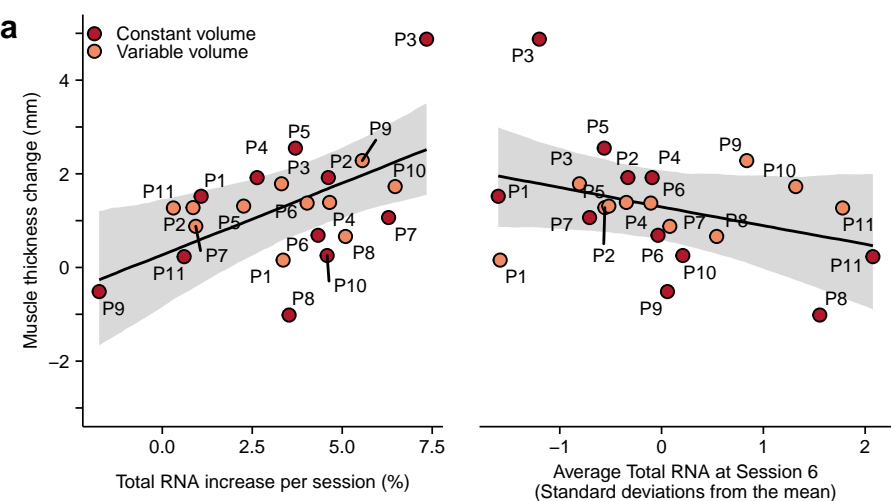 a
Constant volume
Variable volume
Muscle thickness change (mm)
4
2
0
−2
P3
P5
P9
P4
P3
P2
P10
P11
P1
P2
P5
P6
P4
P7
P7
P11
P6
P8
P1
P10
P9
P8
0.0 2.5 5.0 7.5
Total RNA increase per session (%)
P3
P5
P9
P3
P2
P4
P10
P1
P5
P6
P7
P4
P7
P8
P11
P2
P6
P1
P10
P11
P9
P8
−1 0 1 2
Average Total RNA at Session 6
(Standard deviations from the mean)